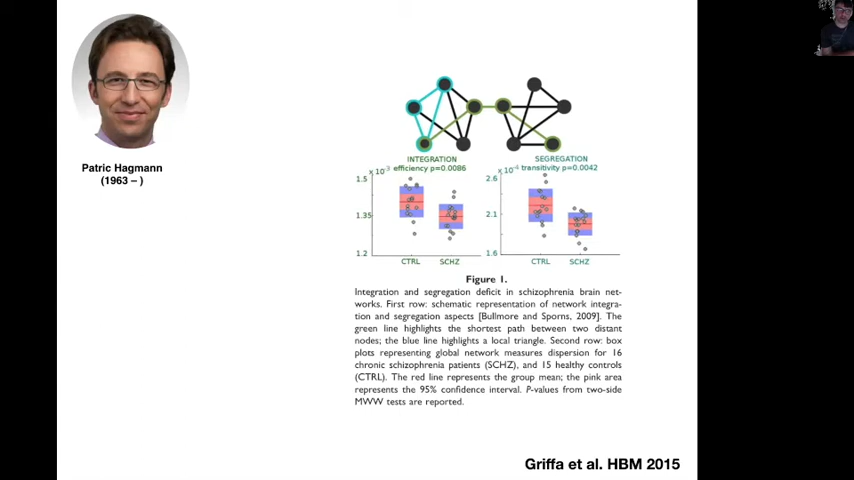 Patric Hagmann
(1963 – )
INTEGRATION
efficiency p=0.0086
SEGREGATION
transitivity p=0.0042
× 10⁻³
1.5
1.35
1.2
CTRL
SCHZ
2.6
2.1
1.6
CTRL
SCHZ
Figure 1.
Integration and segregation deficit in schizophrenia brain net-
works. First row: schematic representation of network integra-
tion and segregation aspects [Bullmore and Sporns, 2009]. The
green line highlights the shortest path between two distant
nodes; the blue line highlights a local triangle. Second row: box
plots representing global network measures dispersion for 16
chronic schizophrenia patients (SCHZ), and 15 healthy controls
(CTRL). The red line represents the group mean; the pink area
represents the 95% confidence interval. P-values from two-side
MWW tests are reported.
Griffa et al. HBM 2015